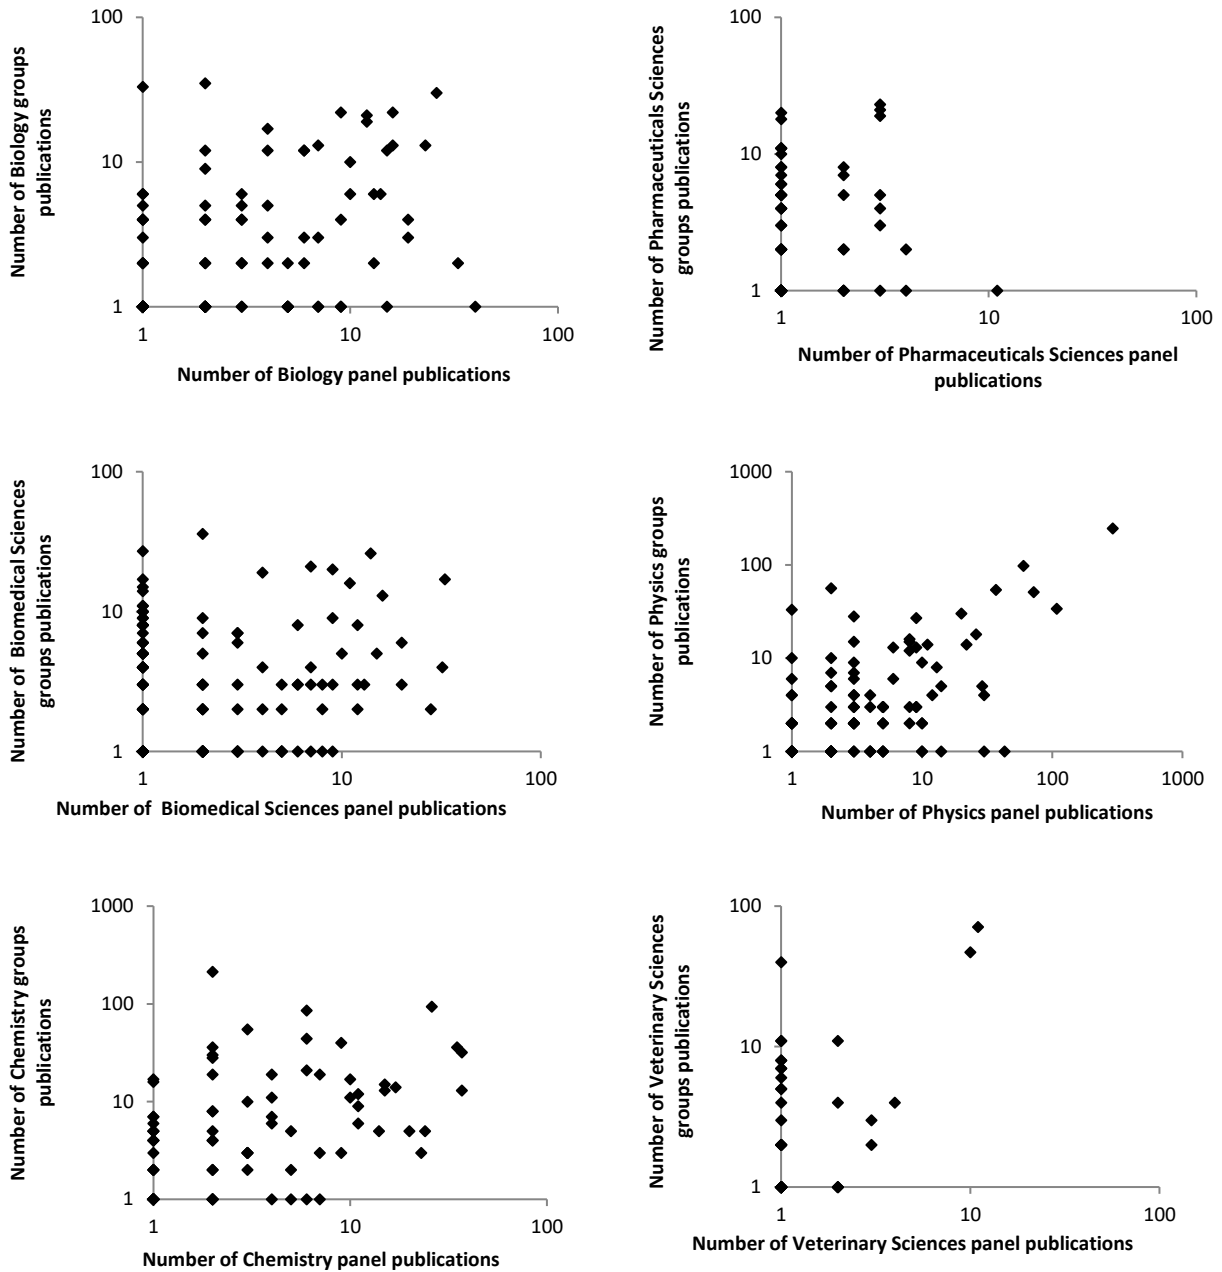 100
10
1
1
10
100
Number of Biology groups
publications
Number of Biology panel publications
100
10
1
1
10
100
Number of Pharmaceuticals Sciences
groups publications
Number of Pharmaceuticals Sciences panel
publications
100
10
1
1
10
100
Number of Biomedical Sciences
groups publications
Number of Biomedical Sciences panel publications
1000
100
10
1
1
10
100
1000
Number of Physics groups
publications
Number of Physics panel publications
1000
100
10
1
1
10
100
Number of Chemistry groups
publications
Number of Chemistry panel publications
100
10
1
1
10
100
Number of Veterinary Sciences
groups publications
Number of Veterinary Sciences panel publications